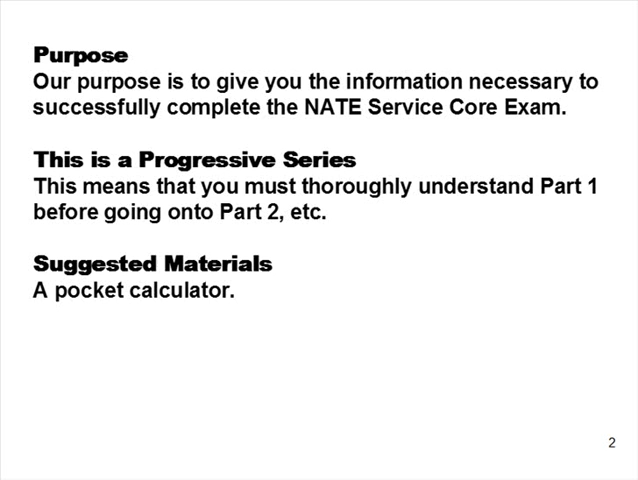 Purpose
Our purpose is to give you the information necessary to
successfully complete the NATE Service Core Exam.
This is a Progressive Series
This means that you must thoroughly understand Part 1
before going onto Part 2, etc.
Suggested Materials
A pocket calculator.
2